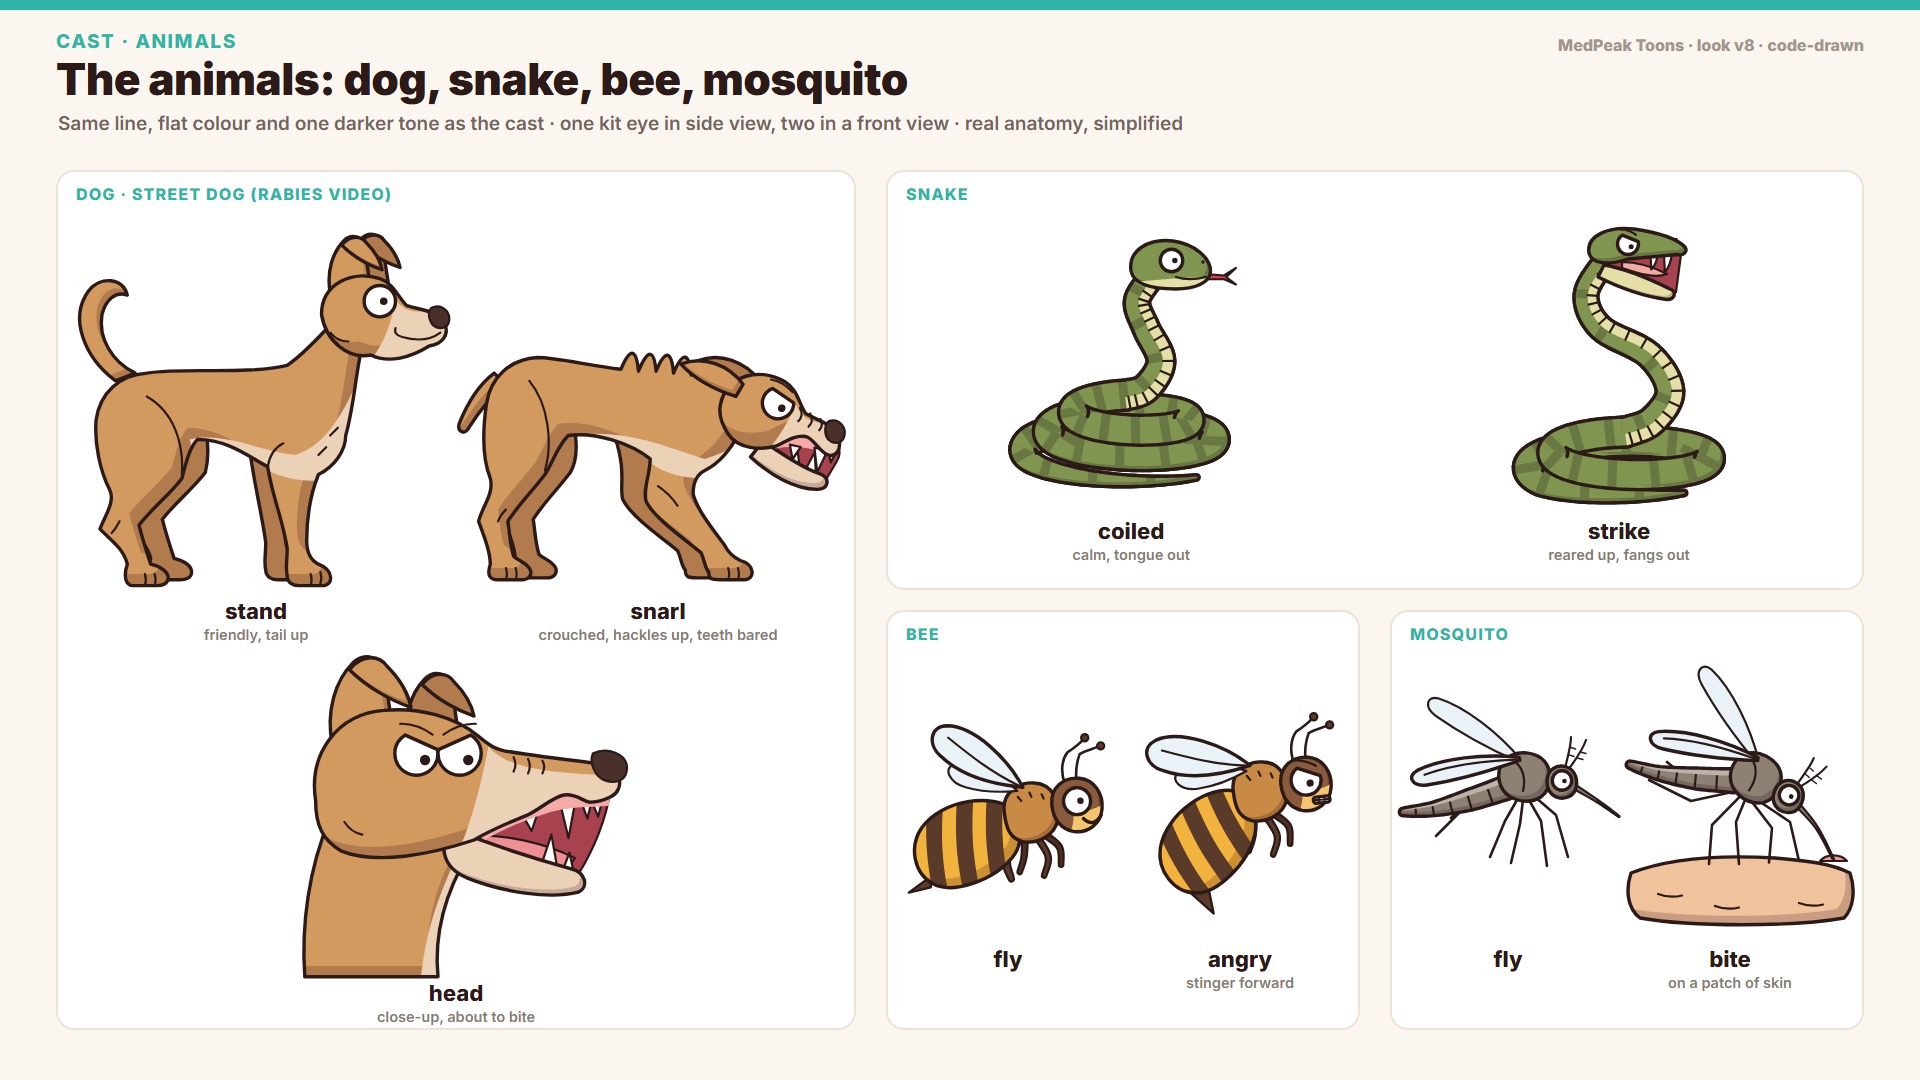 CAST · ANIMALS
MedPeak Toons · look v8 · code-drawn
The animals: dog, snake, bee, mosquito
Same line, flat colour and one darker tone as the cast · one kit eye in side view, two in a front view · real anatomy, simplified
DOG · STREET DOG (RABIES VIDEO)
stand
friendly, tail up
snarl
crouched, hackles up, teeth bared
head
close-up, about to bite
SNAKE
coiled
calm, tongue out
strike
reared up, fangs out
BEE
fly
angry
stinger forward
MOSQUITO
fly
bite
on a patch of skin